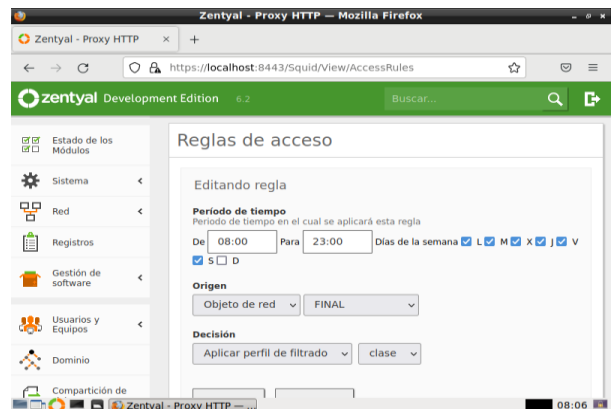 Zentyal - Proxy HTTP — Mozilla Firefox
Zentyal - Proxy HTTP × +
https://localhost:8443/Squid/View/AccessRules
zentyal Development Edition 6.2 Buscar...
Estado de los
Módulos
Sistema
Red
Registros
Gestión de
software
Usuarios y
Equipos
Dominio
Compartición de
Reglas de acceso
Editando regla
Período de tiempo
Periodo de tiempo en el cual se aplicará esta regla
De 08:00 Para 23:00 Días de la semana L M X J V
S D
Origen
Objeto de red FINAL
Decisión
Aplicar perfil de filtrado clase
Zentyal - Proxy HTTP — ... 08:06